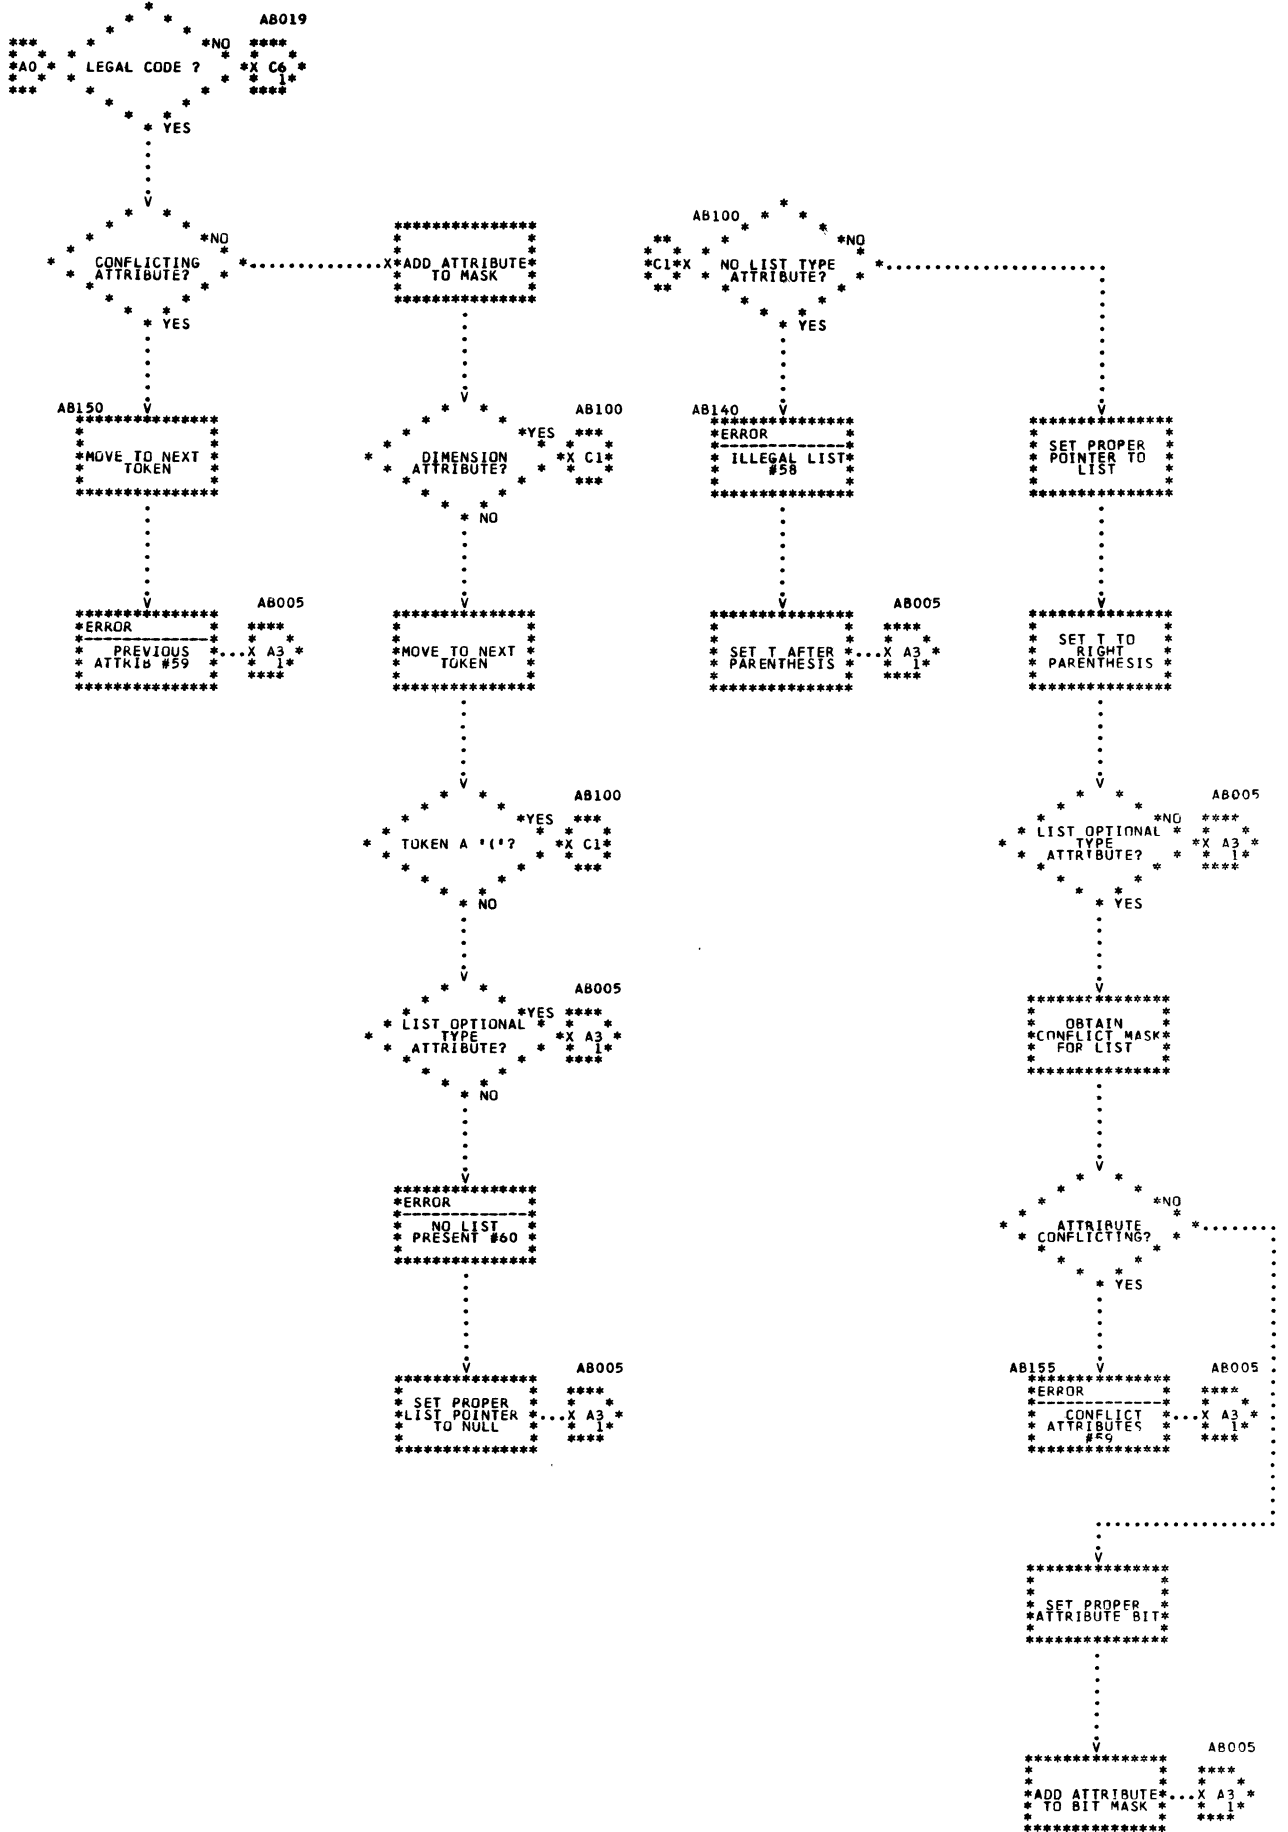 AB019
NO
A0
LEGAL CODE ?
X C6
1
YES
NO
CONFLICTING
ATTRIBUTE?
YES
X
ADD ATTRIBUTE
TO MASK
AB150
MOVE TO NEXT
TOKEN
ERROR
PREVIOUS
ATTRIB #59
AB005
X A3
1
DIMENSION
ATTRIBUTE?
YES
AB100
X C1
NO
MOVE TO NEXT
TOKEN
TOKEN A '('?
YES
AB100
X C1
NO
LIST OPTIONAL
TYPE
ATTRIBUTE?
YES
AB005
X A3
1
NO
ERROR
NO LIST
PRESENT #60
SET PROPER
LIST POINTER
TO NULL
AB005
X A3
1
AB100
C1 X
NO LIST TYPE
ATTRIBUTE?
NO
YES
AB140
ERROR
ILLEGAL LIST
#58
SET T AFTER
PARENTHESIS
AB005
X A3
1
SET PROPER
POINTER TO
LIST
SET T TO
RIGHT
PARENTHESIS
LIST OPTIONAL
TYPE
ATTRIBUTE?
NO
AB005
X A3
1
YES
OBTAIN
CONFLICT MASK
FOR LIST
ATTRIBUTE
CONFLICTING?
NO
YES
AB155
ERROR
CONFLICT
ATTRIBUTES
#59
AB005
X A3
1
SET PROPER
ATTRIBUTE BIT
ADD ATTRIBUTE
TO BIT MASK
AB005
X A3
1